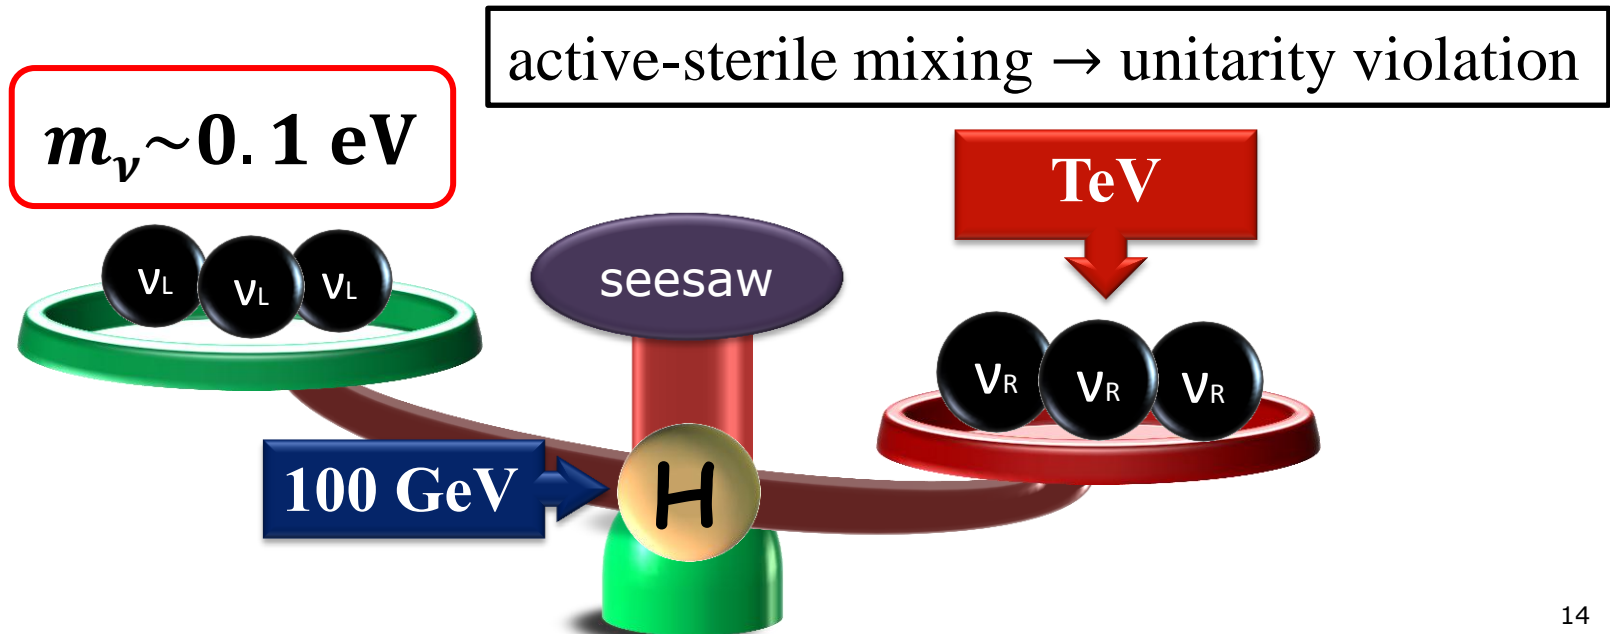 active-sterile mixing → unitarity violation
mν~0.1 eV
TeV
νL νL νL
seesaw
νR νR νR
100 GeV
H
14